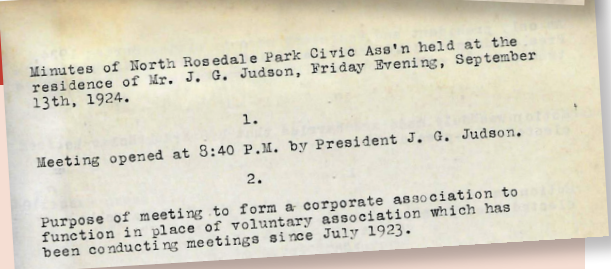 Minutes of North Rosedale Park Civic Ass'n held at the
residence of Mr. J. G. Judson, Friday Evening, September
13th, 1924.
1.
Meeting opened at 8:40 P.M. by President J. G. Judson.
2.
Purpose of meeting to form a corporate association to
function in place of voluntary association which has
been conducting meetings since July 1923.